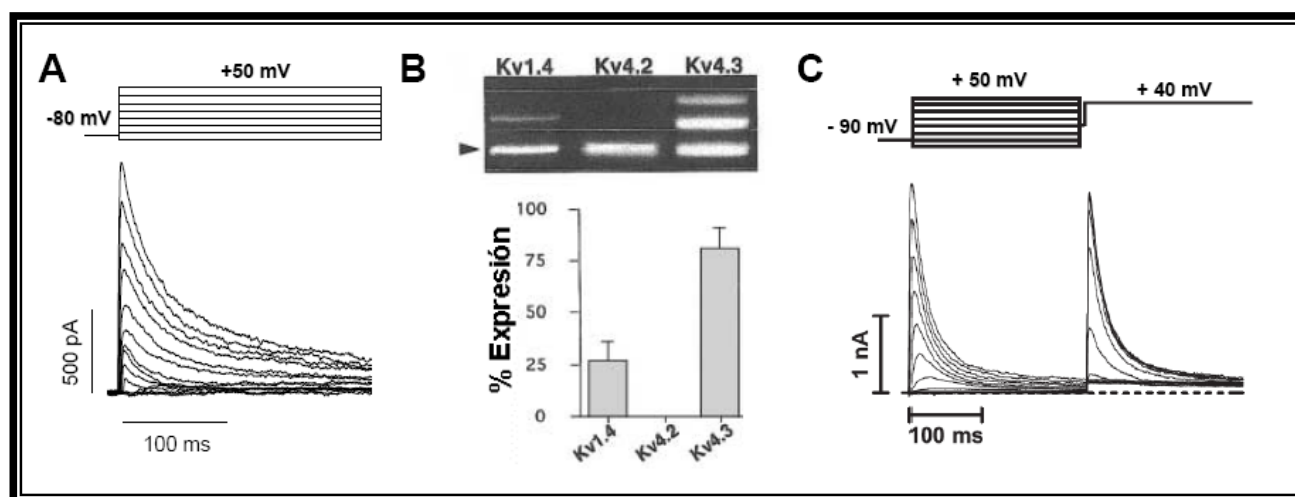 A
+50 mV
-80 mV
500 pA
100 ms
B
Kv1.4 Kv4.2 Kv4.3
% Expresión
100
75
50
25
0
Kv1.4 Kv4.2 Kv4.3
C
+ 50 mV
+ 40 mV
- 90 mV
1 nA
100 ms